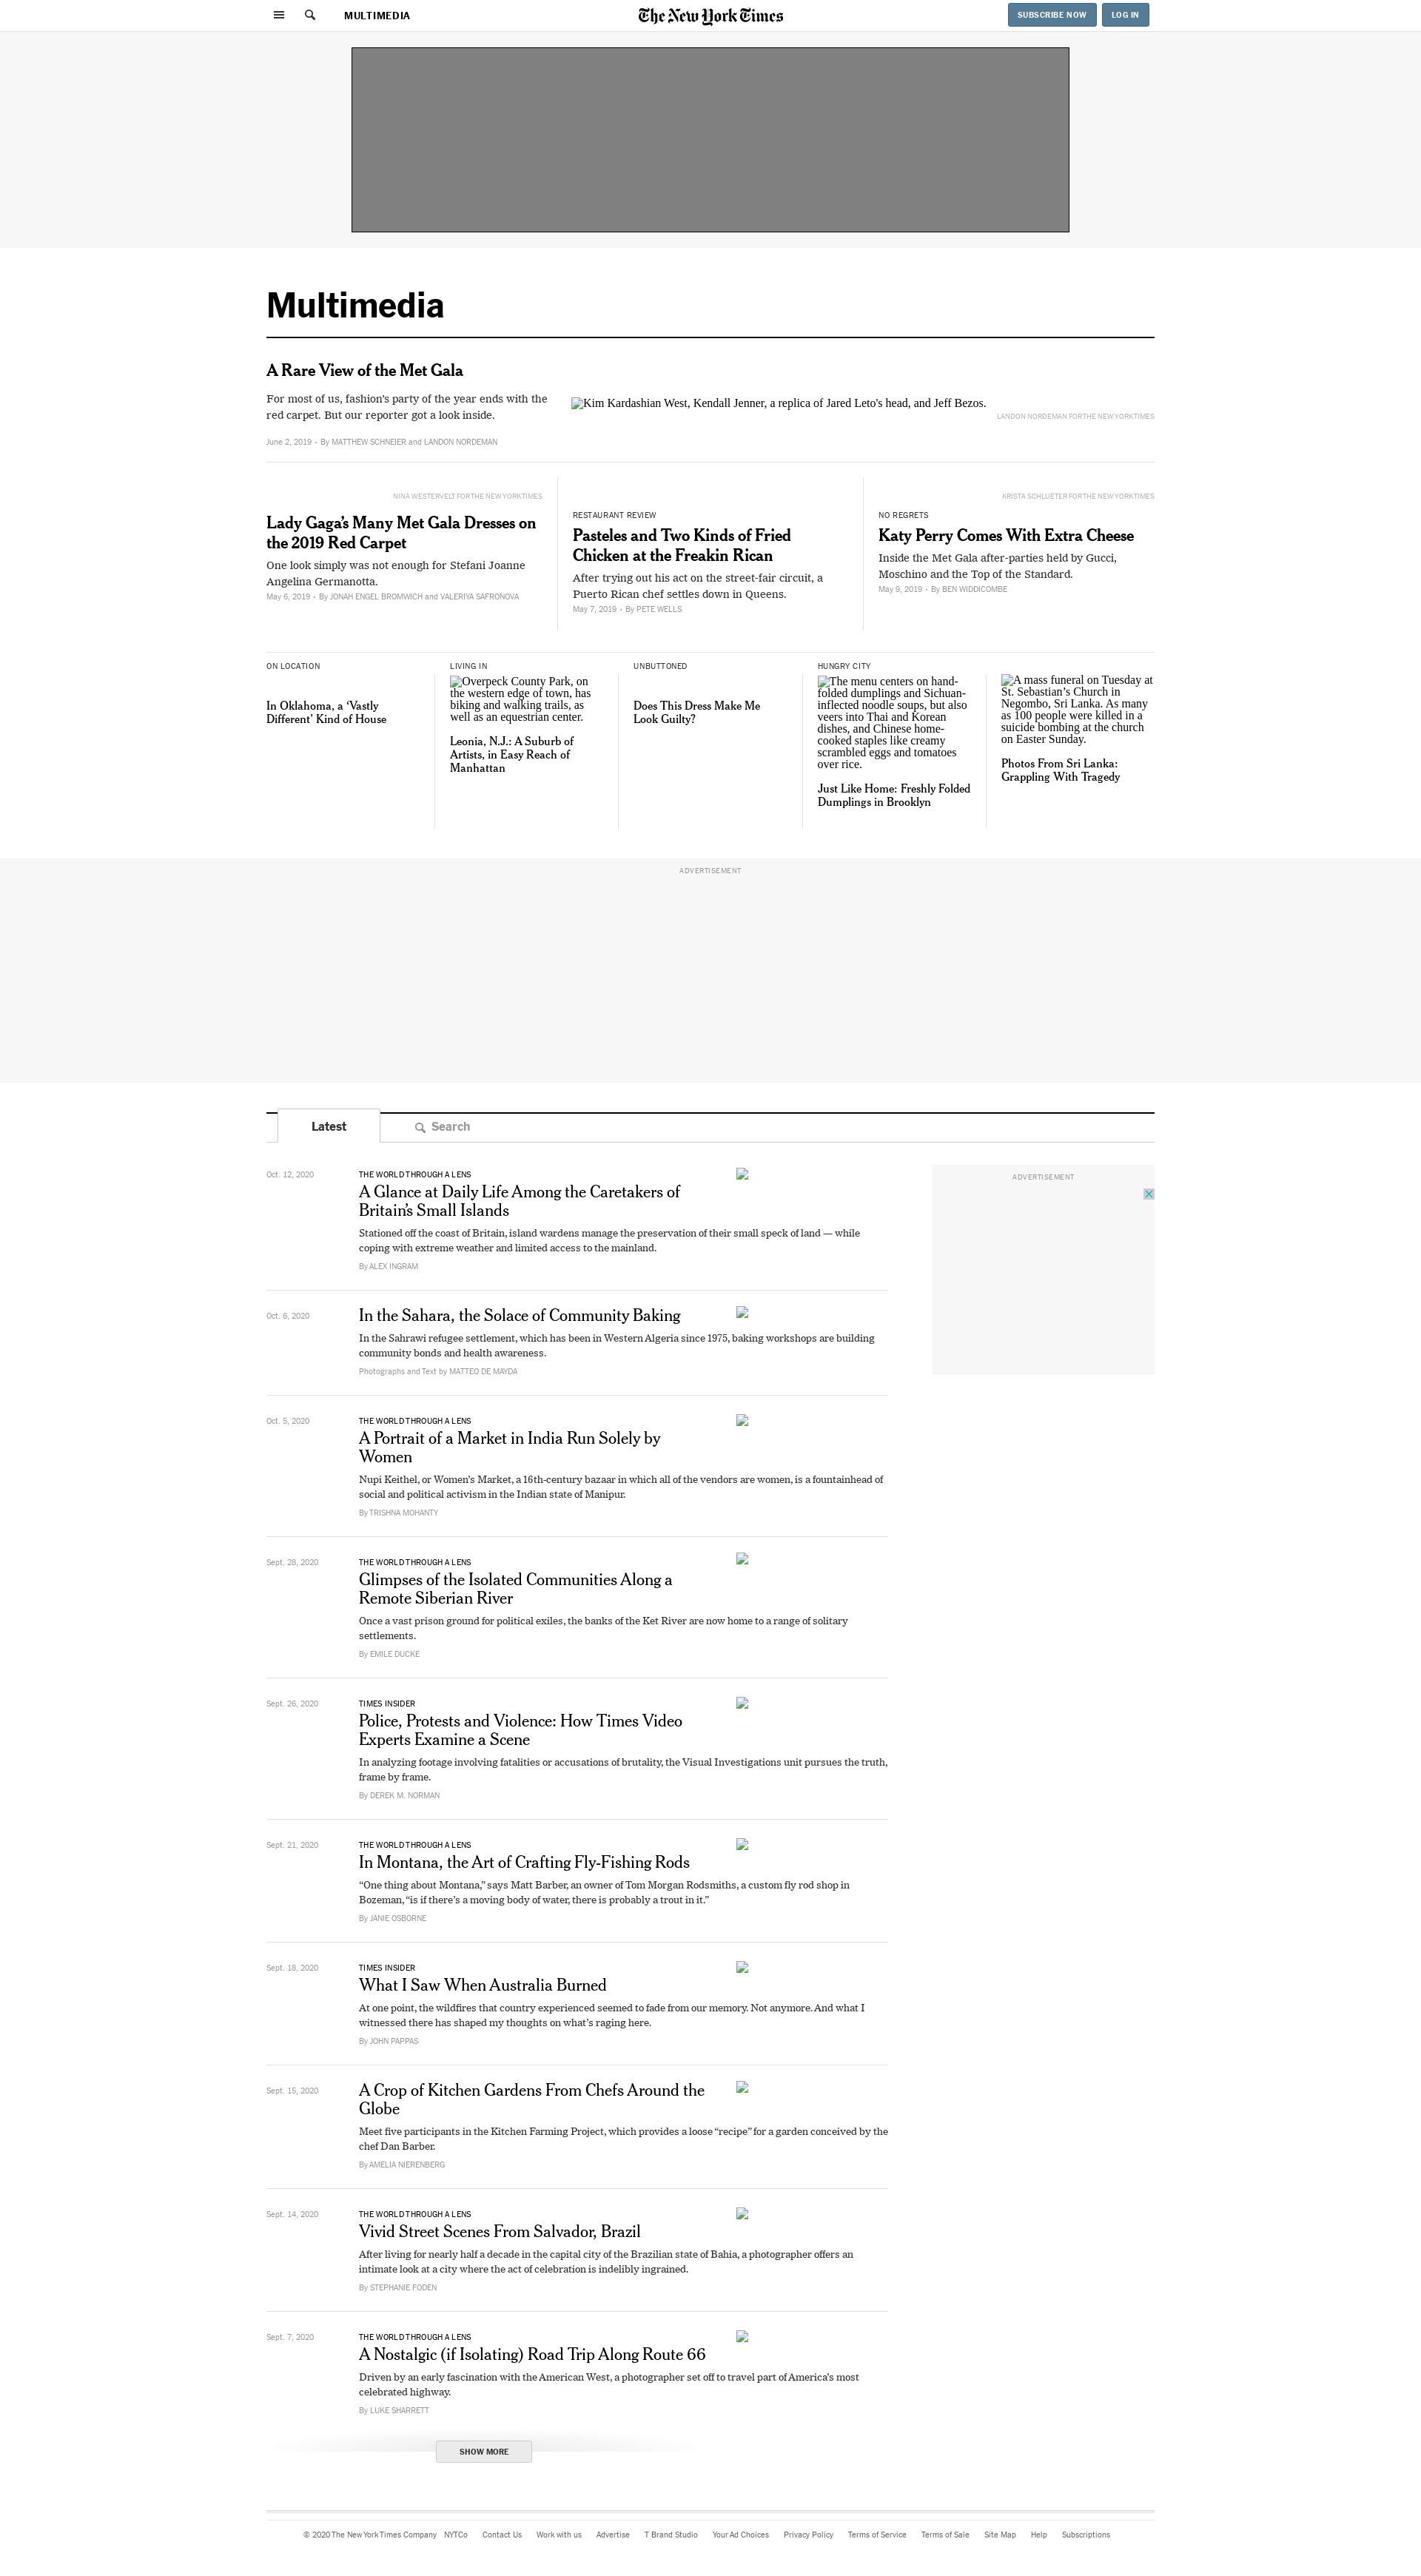 MULTIMEDIA
The New York Times
SUBSCRIBE NOW
LOG IN
Multimedia
A Rare View of the Met Gala
For most of us, fashion's party of the year ends with the
red carpet. But our reporter got a look inside.
June 2, 2019 • By MATTHEW SCHNEIER and LANDON NORDEMAN
Kim Kardashian West, Kendall Jenner, a replica of Jared Leto's head, and Jeff Bezos.
LANDON NORDEMAN FOR THE NEW YORK TIMES
NINA WESTERVELT FOR THE NEW YORK TIMES
Lady Gaga’s Many Met Gala Dresses on
the 2019 Red Carpet
One look simply was not enough for Stefani Joanne
Angelina Germanotta.
May 6, 2019 • By JONAH ENGEL BROMWICH and VALERIYA SAFRONOVA
RESTAURANT REVIEW
Pasteles and Two Kinds of Fried
Chicken at the Freakin Rican
After trying out his act on the street-fair circuit, a
Puerto Rican chef settles down in Queens.
May 7, 2019 • By PETE WELLS
KRISTA SCHLUETER FOR THE NEW YORK TIMES
NO REGRETS
Katy Perry Comes With Extra Cheese
Inside the Met Gala after-parties held by Gucci,
Moschino and the Top of the Standard.
May 9, 2019 • By BEN WIDDICOMBE
ON LOCATION
In Oklahoma, a ‘Vastly
Different’ Kind of House
LIVING IN
Overpeck County Park, on
the western edge of town, has
biking and walking trails, as
well as an equestrian center.
Leonia, N.J.: A Suburb of
Artists, in Easy Reach of
Manhattan
UNBUTTONED
Does This Dress Make Me
Look Guilty?
HUNGRY CITY
The menu centers on hand-
folded dumplings and Sichuan-
inflected noodle soups, but also
veers into Thai and Korean
dishes, and Chinese home-
cooked staples like creamy
scrambled eggs and tomatoes
over rice.
Just Like Home: Freshly Folded
Dumplings in Brooklyn
A mass funeral on Tuesday at
St. Sebastian’s Church in
Negombo, Sri Lanka. As many
as 100 people were killed in a
suicide bombing at the church
on Easter Sunday.
Photos From Sri Lanka:
Grappling With Tragedy
ADVERTISEMENT
Latest
Search
ADVERTISEMENT
Oct. 12, 2020
THE WORLD THROUGH A LENS
A Glance at Daily Life Among the Caretakers of
Britain’s Small Islands
Stationed off the coast of Britain, island wardens manage the preservation of their small speck of land — while
coping with extreme weather and limited access to the mainland.
By ALEX INGRAM
Oct. 6, 2020
In the Sahara, the Solace of Community Baking
In the Sahrawi refugee settlement, which has been in Western Algeria since 1975, baking workshops are building
community bonds and health awareness.
Photographs and Text by MATTEO DE MAYDA
Oct. 5, 2020
THE WORLD THROUGH A LENS
A Portrait of a Market in India Run Solely by
Women
Nupi Keithel, or Women’s Market, a 16th-century bazaar in which all of the vendors are women, is a fountainhead of
social and political activism in the Indian state of Manipur.
By TRISHNA MOHANTY
Sept. 28, 2020
THE WORLD THROUGH A LENS
Glimpses of the Isolated Communities Along a
Remote Siberian River
Once a vast prison ground for political exiles, the banks of the Ket River are now home to a range of solitary
settlements.
By EMILE DUCKE
Sept. 26, 2020
TIMES INSIDER
Police, Protests and Violence: How Times Video
Experts Examine a Scene
In analyzing footage involving fatalities or accusations of brutality, the Visual Investigations unit pursues the truth,
frame by frame.
By DEREK M. NORMAN
Sept. 21, 2020
THE WORLD THROUGH A LENS
In Montana, the Art of Crafting Fly-Fishing Rods
“One thing about Montana,” says Matt Barber, an owner of Tom Morgan Rodsmiths, a custom fly rod shop in
Bozeman, “is if there’s a moving body of water, there is probably a trout in it.”
By JANIE OSBORNE
Sept. 18, 2020
TIMES INSIDER
What I Saw When Australia Burned
At one point, the wildfires that country experienced seemed to fade from our memory. Not anymore. And what I
witnessed there has shaped my thoughts on what’s raging here.
By JOHN PAPPAS
Sept. 15, 2020
A Crop of Kitchen Gardens From Chefs Around the
Globe
Meet five participants in the Kitchen Farming Project, which provides a loose “recipe” for a garden conceived by the
chef Dan Barber.
By AMELIA NIERENBERG
Sept. 14, 2020
THE WORLD THROUGH A LENS
Vivid Street Scenes From Salvador, Brazil
After living for nearly half a decade in the capital city of the Brazilian state of Bahia, a photographer offers an
intimate look at a city where the act of celebration is indelibly ingrained.
By STEPHANIE FODEN
Sept. 7, 2020
THE WORLD THROUGH A LENS
A Nostalgic (if Isolating) Road Trip Along Route 66
Driven by an early fascination with the American West, a photographer set off to travel part of America’s most
celebrated highway.
By LUKE SHARRETT
SHOW MORE
© 2020 The New York Times Company NYTCo Contact Us Work with us Advertise T Brand Studio Your Ad Choices Privacy Policy Terms of Service Terms of Sale Site Map Help Subscriptions